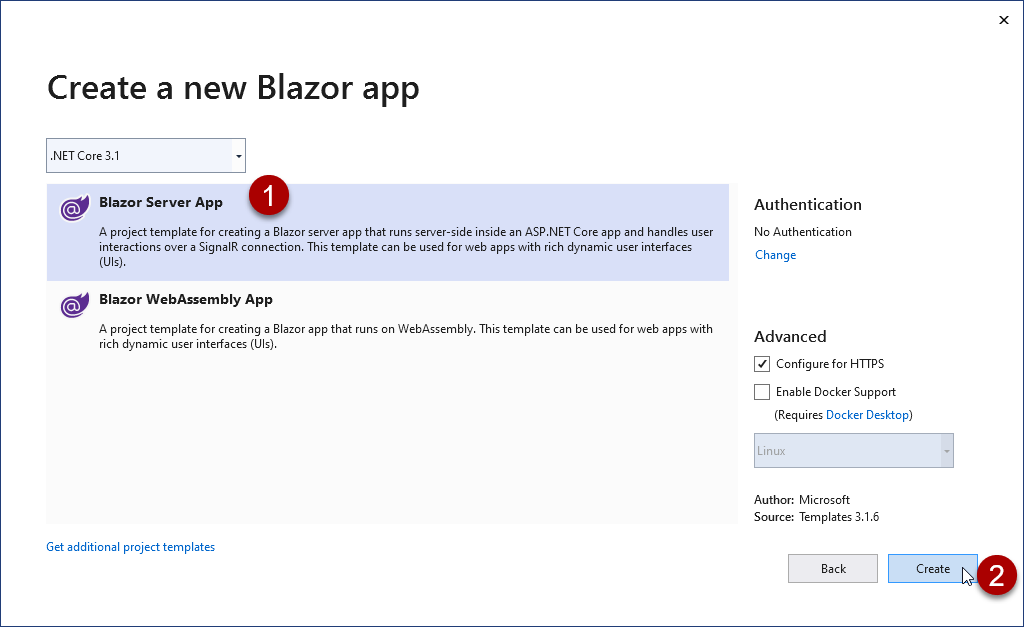 Create a new Blazor app
.NET Core 3.1
1
Blazor Server App
A project template for creating a Blazor server app that runs server-side inside an ASP.NET Core app and handles user
interactions over a SignalR connection. This template can be used for web apps with rich dynamic user interfaces
(UIs).
Blazor WebAssembly App
A project template for creating a Blazor app that runs on WebAssembly. This template can be used for web apps with
rich dynamic user interfaces (UIs).
Get additional project templates
Authentication
No Authentication
Change
Advanced
Configure for HTTPS
Enable Docker Support
(Requires Docker Desktop)
Linux
Author: Microsoft
Source: Templates 3.1.6
Back
Create
2